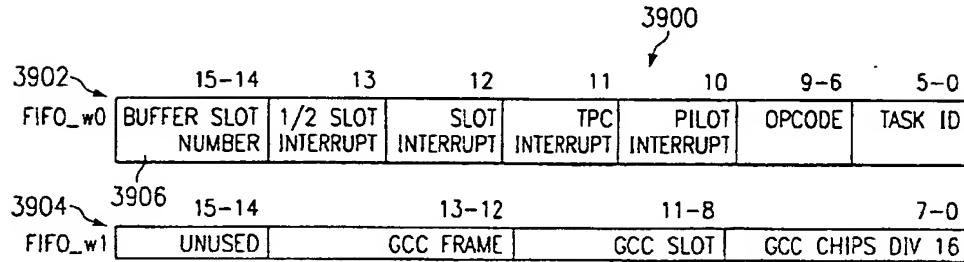 3900
3902 15-14 13 12 11 10 9-6 5-0
FIFO_w0 BUFFER SLOT 1/2 SLOT SLOT TPC PILOT OPCODE TASK ID
NUMBER INTERRUPT INTERRUPT INTERRUPT INTERRUPT
3906
3904 15-14 13-12 11-8 7-0
FIFO_w1 UNUSED GCC FRAME GCC SLOT GCC CHIPS DIV 16